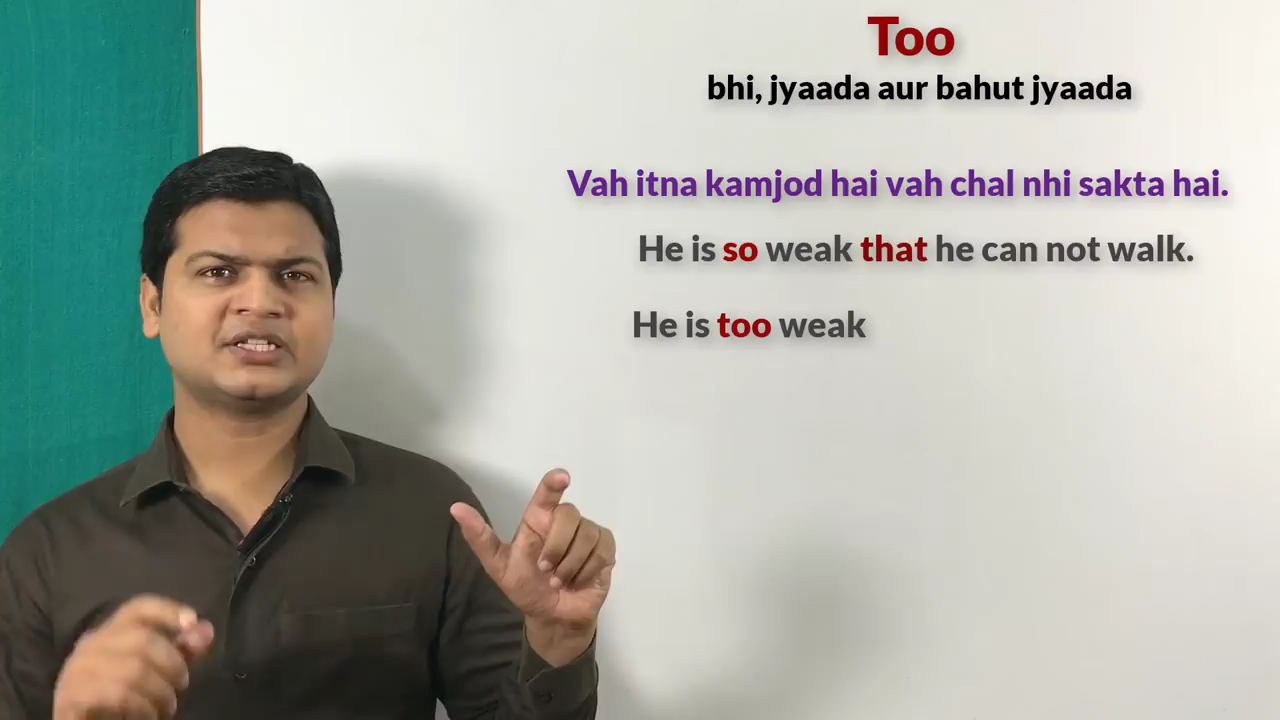 Too
bhi, jyaada aur bahut jyaada
Vah itna kamjod hai vah chal nhi sakta hai.
He is so weak that he can not walk.
He is too weak